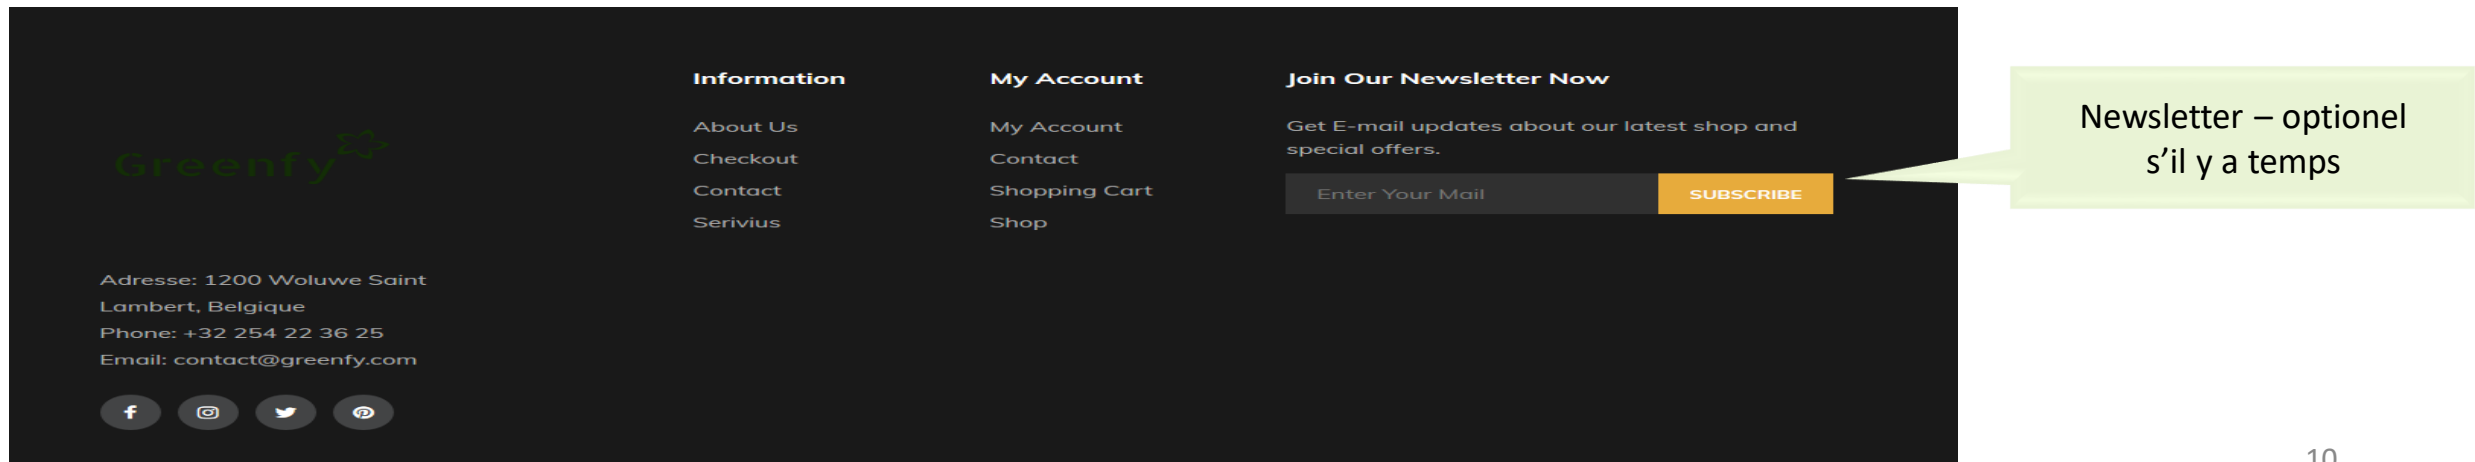 Greenfy
Adresse: 1200 Woluwe Saint
Lambert, Belgique
Phone: +32 254 22 36 25
Email: contact@greenfy.com
Information
About Us
Checkout
Contact
Serivius
My Account
My Account
Contact
Shopping Cart
Shop
Join Our Newsletter Now
Get E-mail updates about our latest shop and
special offers.
Enter Your Mail
SUBSCRIBE
Newsletter – optionel
s’il y a temps
10